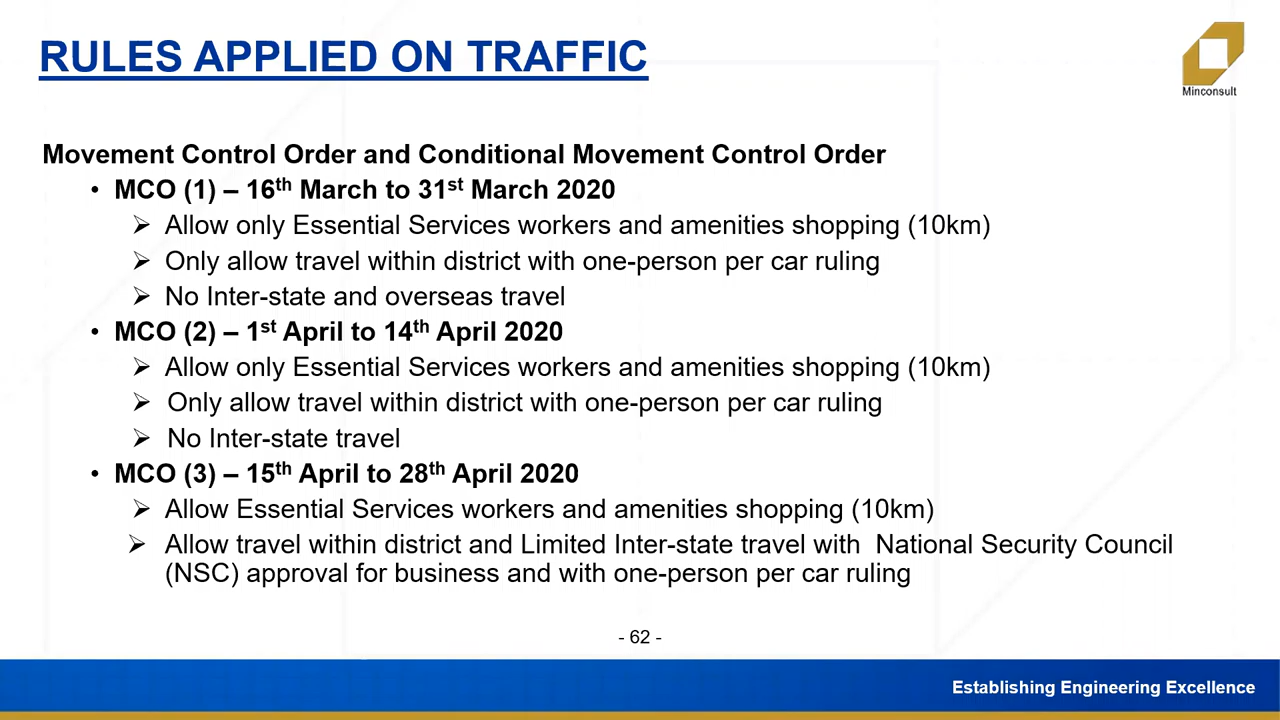 RULES APPLIED ON TRAFFIC
Minconsult
Movement Control Order and Conditional Movement Control Order
• MCO (1) – 16th March to 31st March 2020
➢ Allow only Essential Services workers and amenities shopping (10km)
➢ Only allow travel within district with one-person per car ruling
➢ No Inter-state and overseas travel
• MCO (2) – 1st April to 14th April 2020
➢ Allow only Essential Services workers and amenities shopping (10km)
➢ Only allow travel within district with one-person per car ruling
➢ No Inter-state travel
• MCO (3) – 15th April to 28th April 2020
➢ Allow Essential Services workers and amenities shopping (10km)
➢ Allow travel within district and Limited Inter-state travel with National Security Council
(NSC) approval for business and with one-person per car ruling
- 62 -
Establishing Engineering Excellence